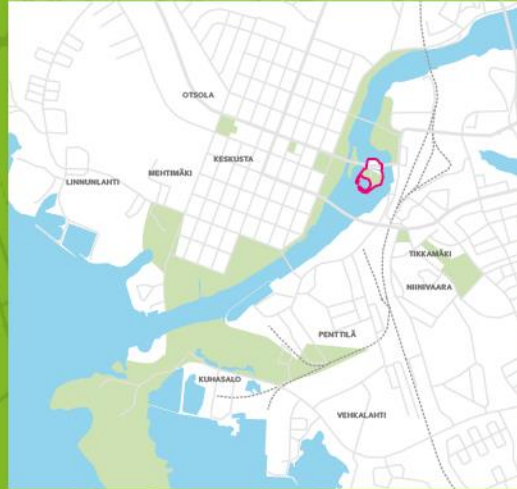 OTSOLA
KESKUSTA
MEHTIMÄKI
LINNUNLAHTI
TIKKAMÄKI
NIINIVAARA
PENTTILÄ
KUHASALO
VEHKALAHTI